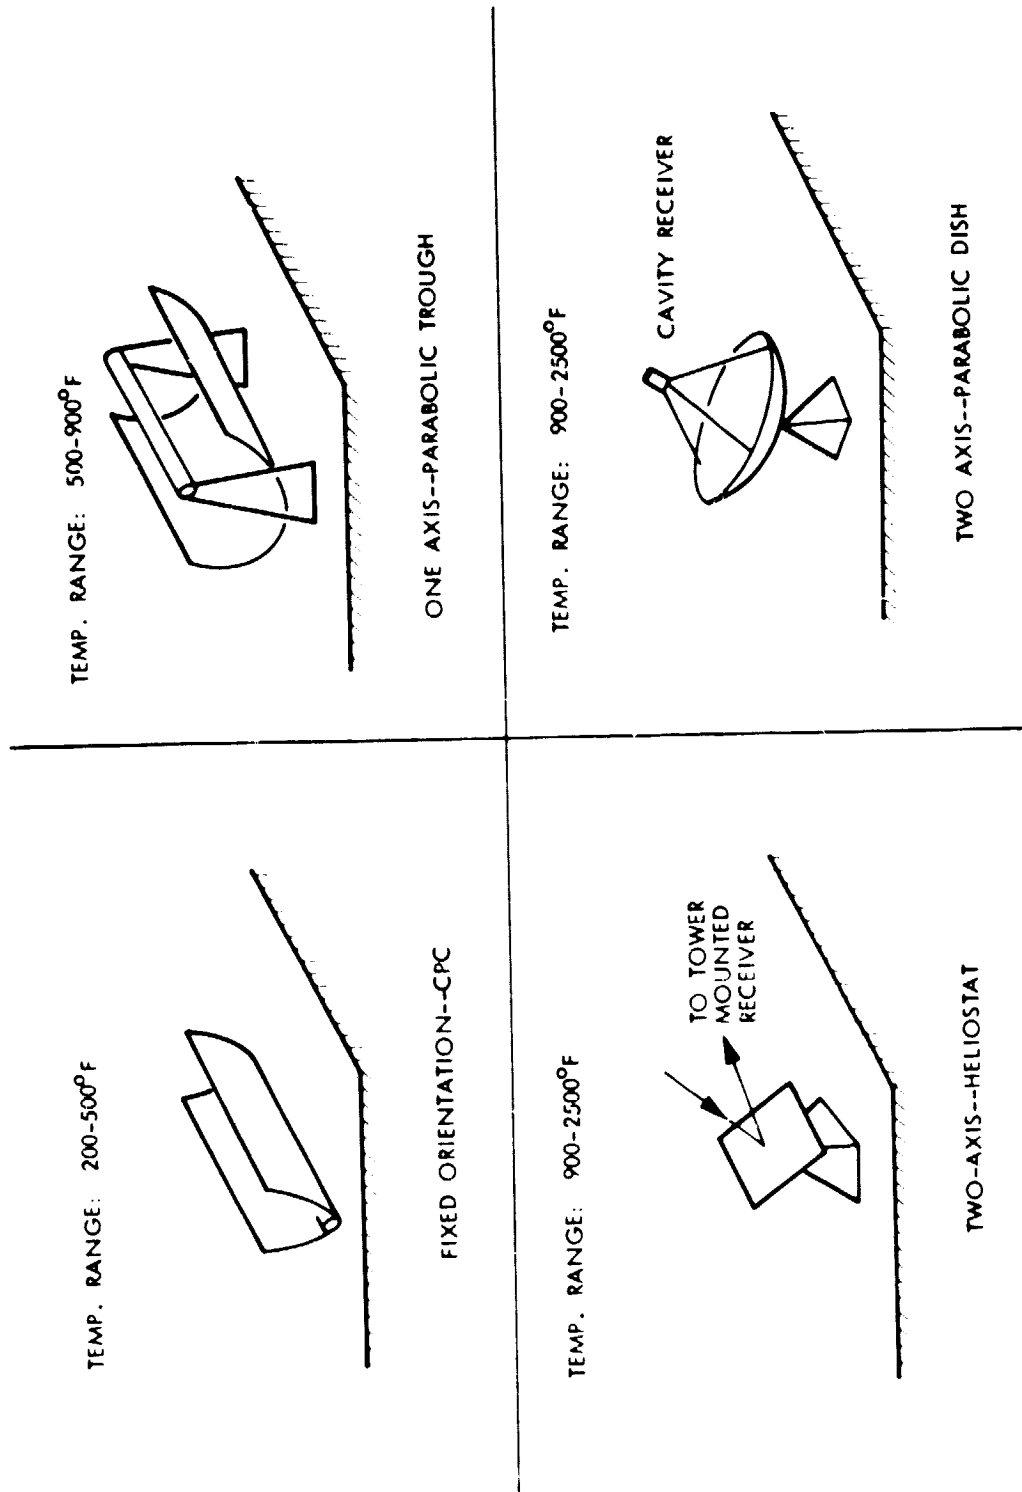 TEMP. RANGE: 200-500°F
FIXED ORIENTATION--CPC
TEMP. RANGE: 500-900°F
ONE AXIS--PARABOLIC TROUGH
TEMP. RANGE: 900-2500°F
TO TOWER
MOUNTED
RECEIVER
TWO-AXIS--HELIOSTAT
TEMP. RANGE: 900-2500°F
CAVITY RECEIVER
TWO AXIS--PARABOLIC DISH